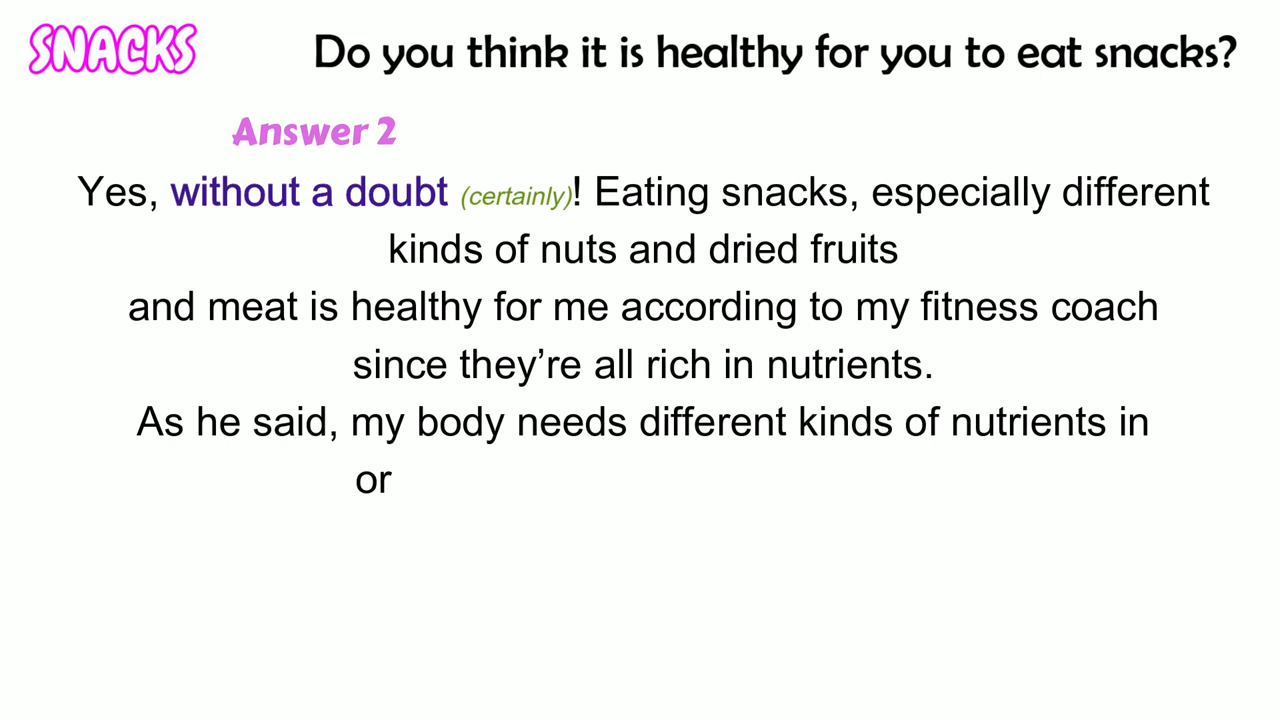 SNACKS
Do you think it is healthy for you to eat snacks?
Answer 2
Yes, without a doubt (certainly)! Eating snacks, especially different
kinds of nuts and dried fruits
and meat is healthy for me according to my fitness coach
since they’re all rich in nutrients.
As he said, my body needs different kinds of nutrients in
or